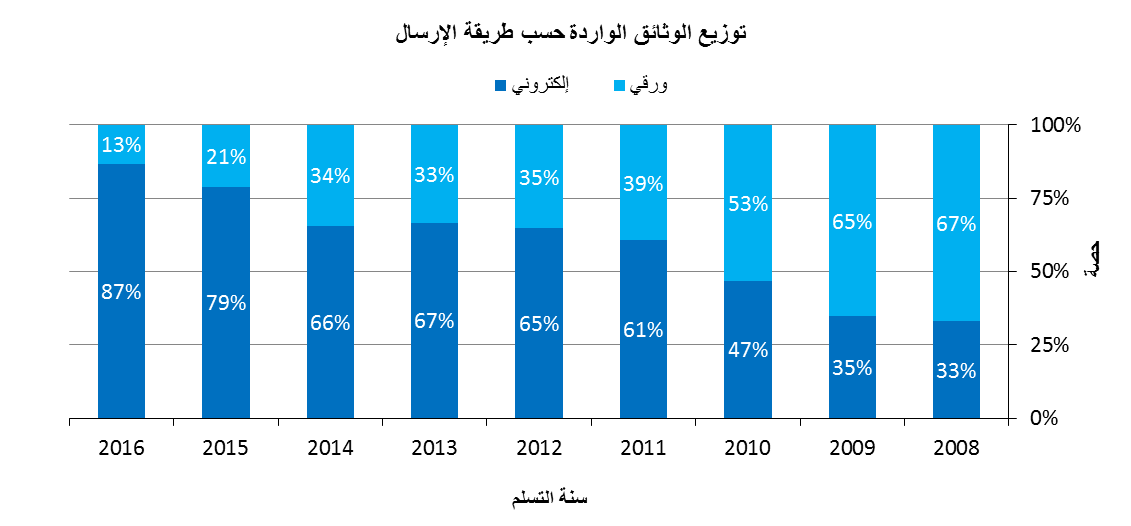 توزيع الوثائق الواردة حسب طريقة الإرسال
ورقي إلكتروني
100%
75%
50%
25%
0%
حصة
67% 65% 53% 39% 35% 33% 34% 21% 13%
33% 35% 47% 61% 65% 67% 66% 79% 87%
2008 2009 2010 2011 2012 2013 2014 2015 2016
سنة التسلم